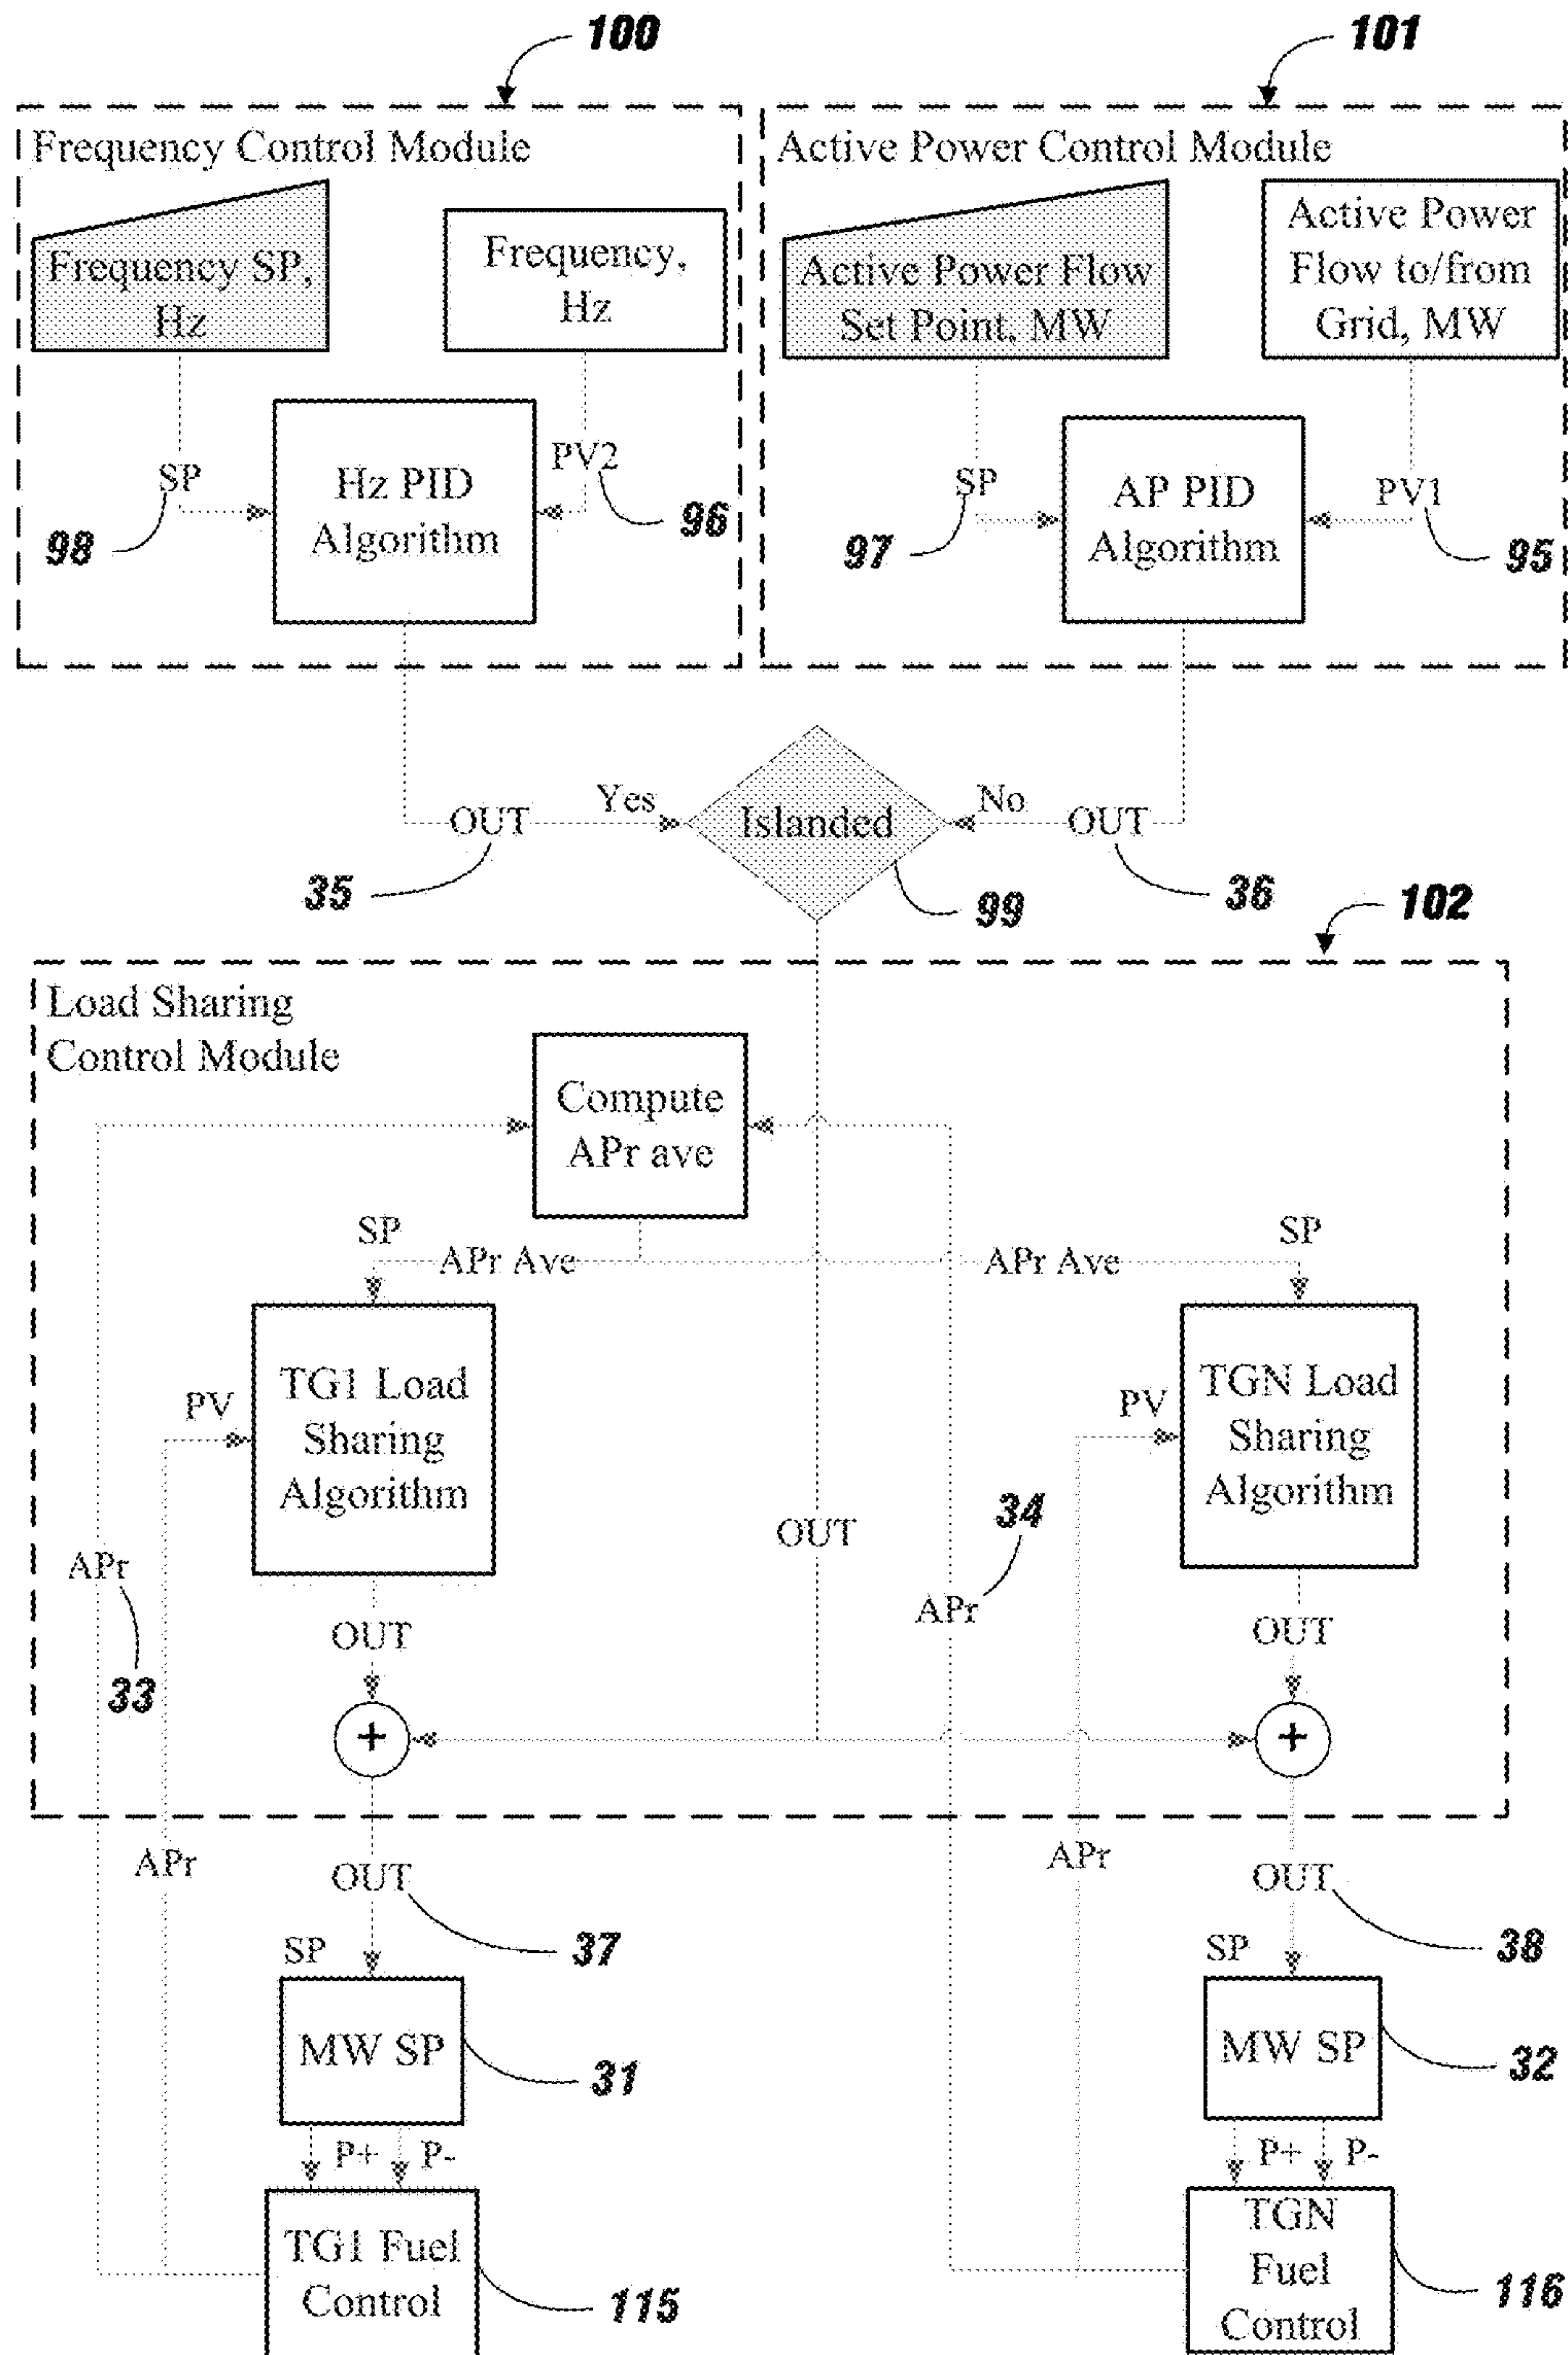 100
101
Frequency Control Module
Active Power Control Module
Frequency SP,
Hz
Frequency,
Hz
Active Power Flow
Set Point, MW
Active Power
Flow to/from
Grid, MW
SP
Hz PID
Algorithm
PV2
98
96
SP
AP PID
Algorithm
PV1
97
95
Yes
No
OUT
Islanded
OUT
35
99
36
102
Load Sharing
Control Module
Compute
APr ave
SP
APr Ave
APr Ave
SP
PV
TG1 Load
Sharing
Algorithm
PV
TGN Load
Sharing
Algorithm
34
OUT
APr
APr
33
OUT
OUT
+
+
APr
APr
OUT
OUT
37
38
SP
SP
MW SP
MW SP
31
32
P+
P-
P+
P-
TG1 Fuel
Control
TGN
Fuel
Control
115
116